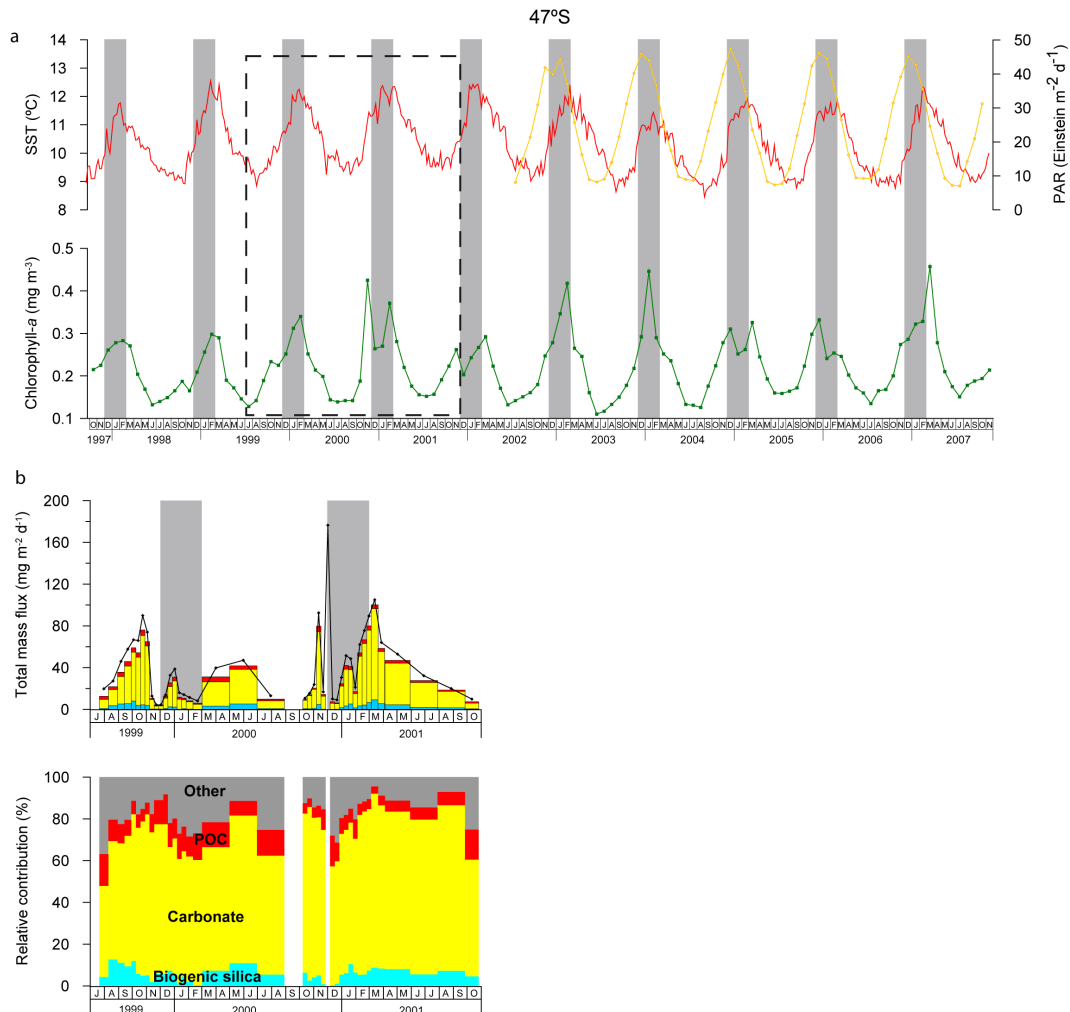 47ºS
a
14
13
12
11
10
9
8
SST (ºC)
50
40
30
20
10
0
PAR (Einstein m-2 d-1)
0.5
0.4
0.3
0.2
0.1
Chlorophyll-a (mg m-3)
O N D J F M A M J J A S O N D J F M A M J J A S O N D J F M A M J J A S O N D J F M A M J J A S O N D J F M A M J J A S O N D J F M A M J J A S O N D J F M A M J J A S O N D J F M A M J J A S O N D J F M A M J J A S O N D J F M A M J J A S O N
1997 1998 1999 2000 2001 2002 2003 2004 2005 2006 2007
b
200
160
120
80
40
0
Total mass flux (mg m-2 d-1)
J A S O N D J F M A M J J A S O N D J F M A M J J A S O
1999 2000 2001
100
80
60
40
20
0
Relative contribution (%)
Other
POC
Carbonate
Biogenic silica
J A S O N D J F M A M J J A S O N D J F M A M J J A S O
1999 2000 2001